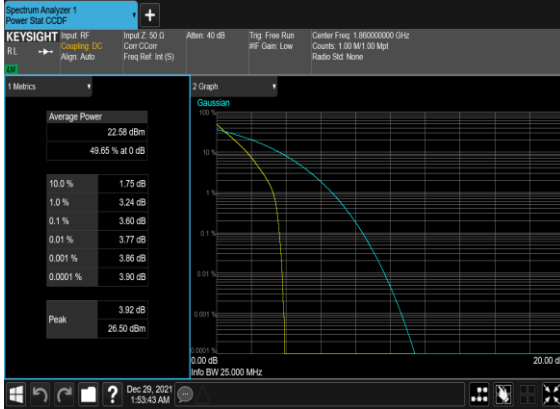 Spectrum Analyzer 1
Power Stat CCDF
+
KEYSIGHT Input: RF Input Z: 50 Ω Atten: 40 dB Trig: Free Run Center Freq: 1.860000000 GHz
RL Coupling: DC Corr CCorr #IF Gain: Low Counts: 1.00 M/1.00 Mpt
Align: Auto Freq Ref: Int (S) Radio Std: None
1 Metrics
2 Graph
Average Power
22.58 dBm
49.65 % at 0 dB
10.0 % 1.75 dB
1.0 % 3.24 dB
0.1 % 3.60 dB
0.01 % 3.77 dB
0.001 % 3.86 dB
0.0001 % 3.90 dB
Peak
3.92 dB
26.50 dBm
Gaussian
100 %
10 %
1 %
0.1 %
0.01 %
0.001 %
0.0001 %
0.00 dB 20.00 dB
Info BW 25.000 MHz
?
Dec 29, 2021
1:53:43 AM